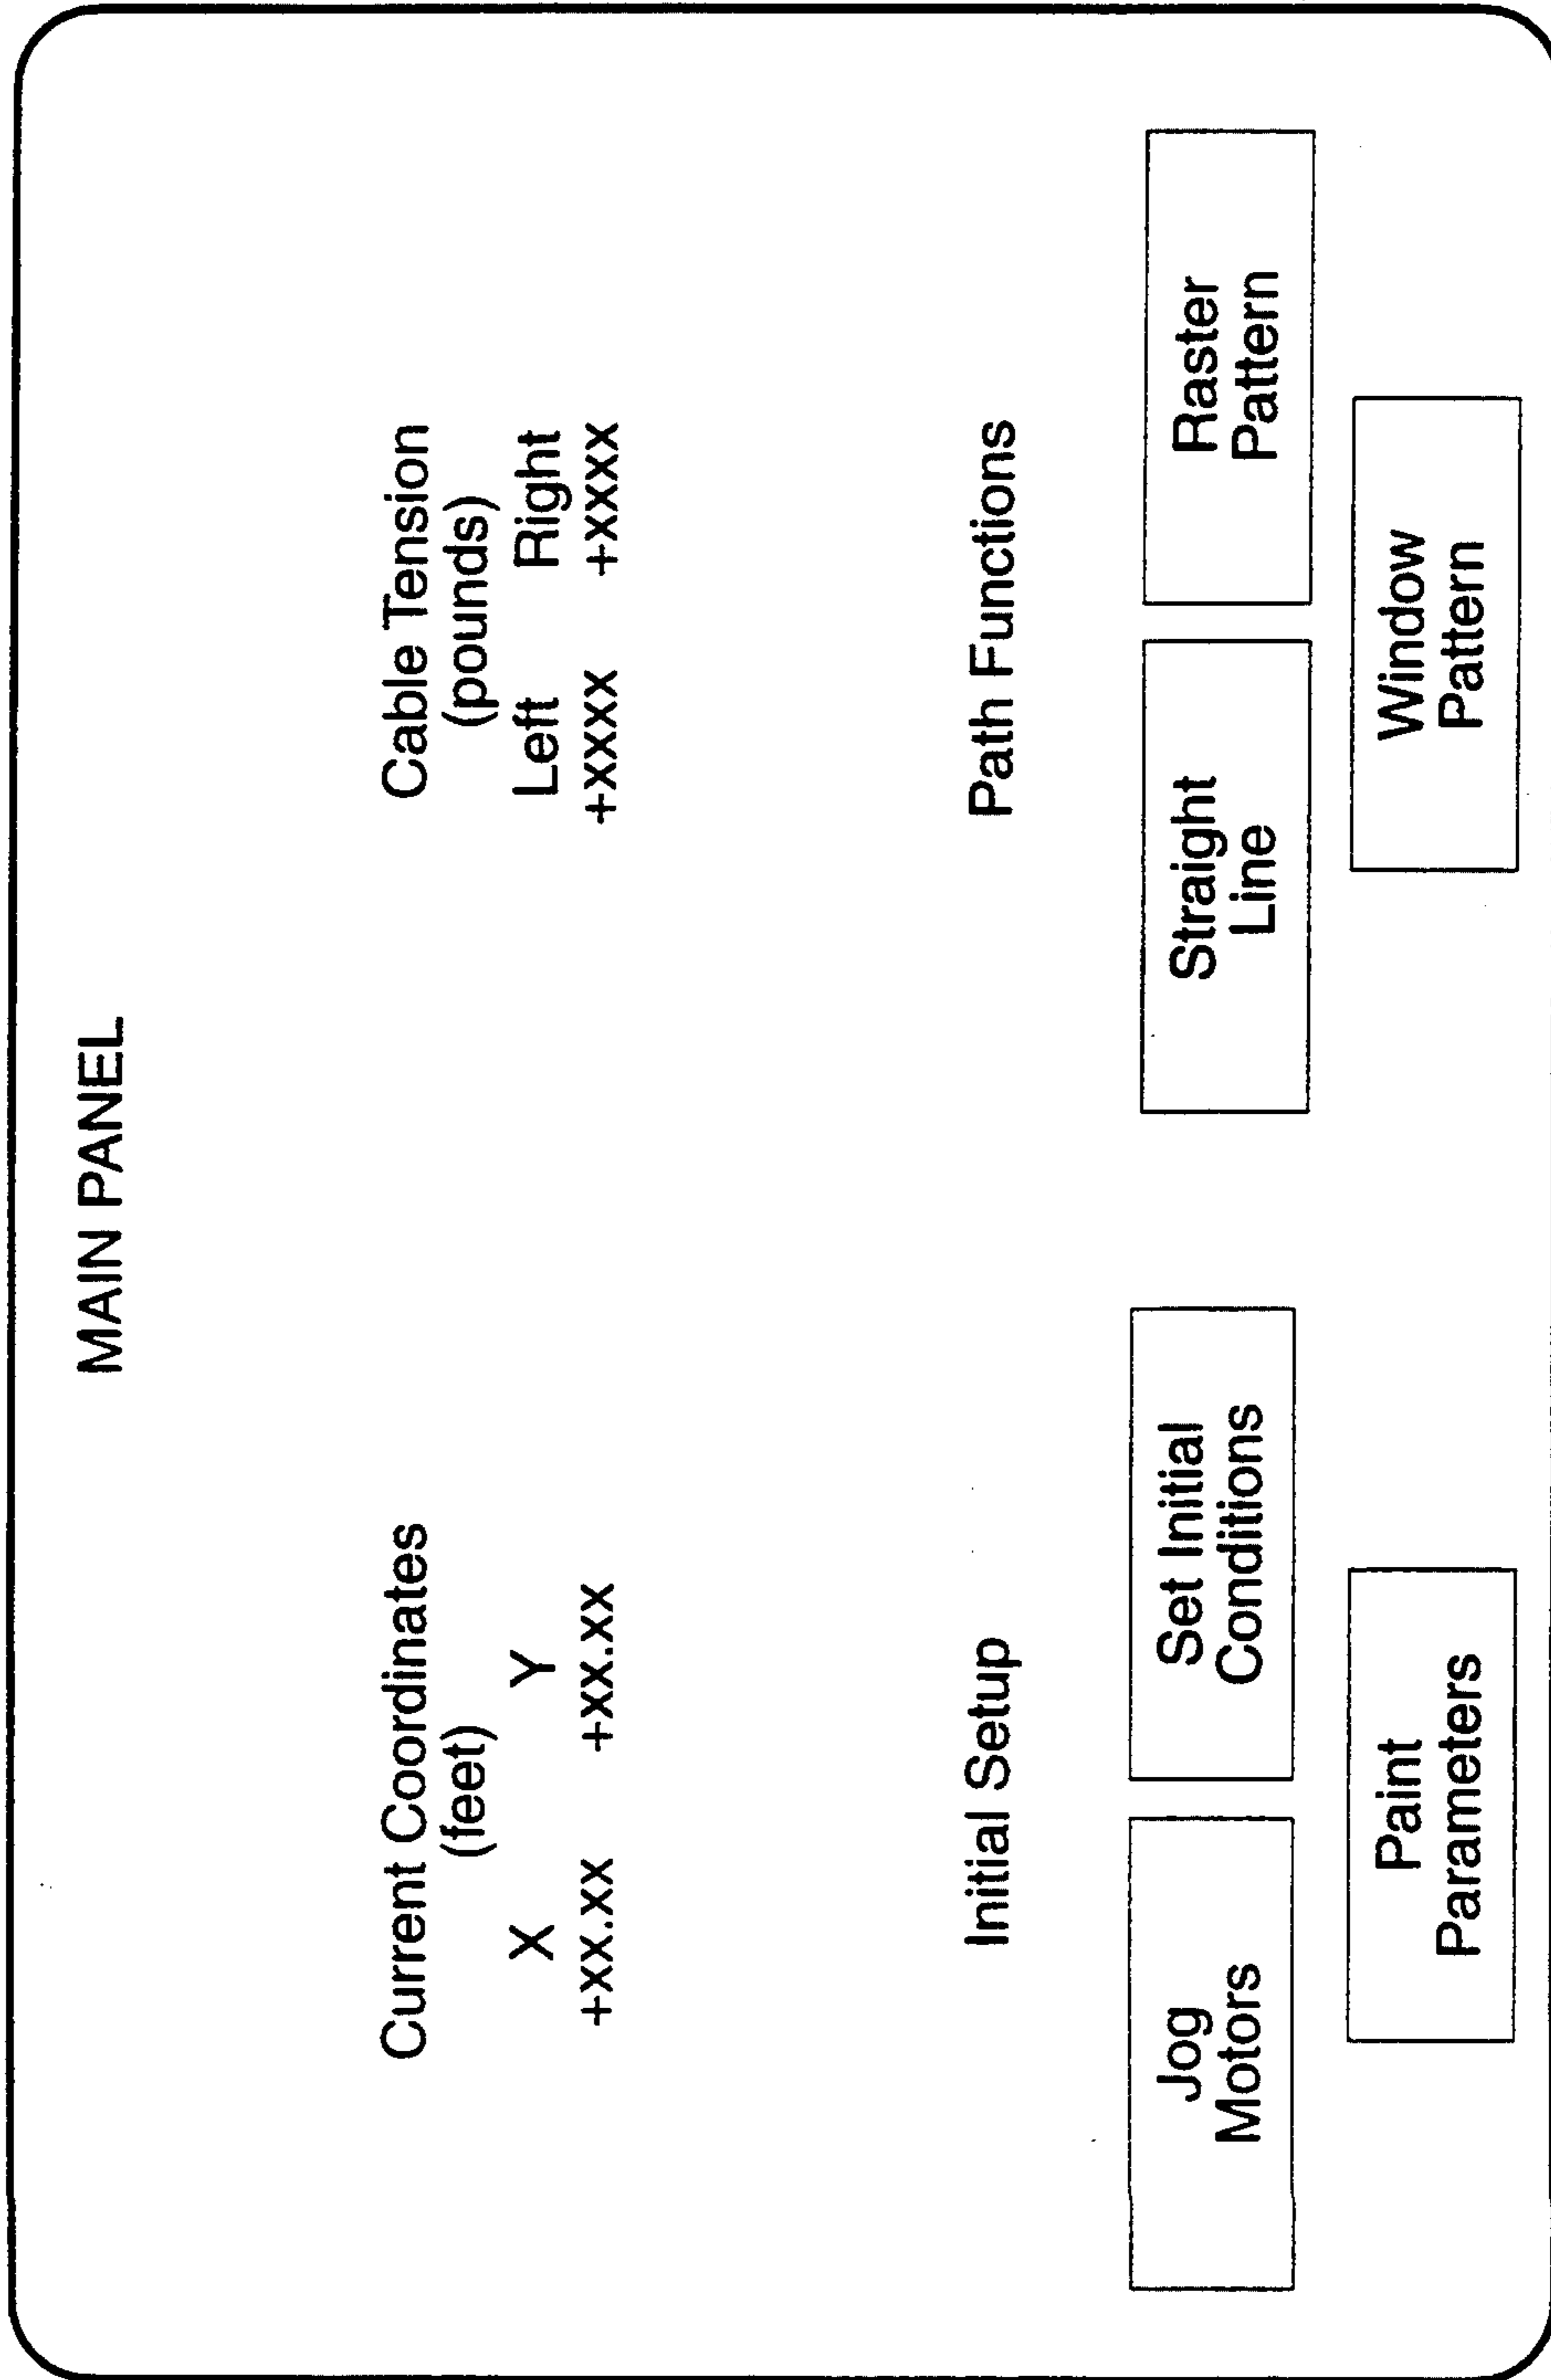 MAIN PANEL
Current Coordinates
(feet)
X Y
+xx.xx +xx.xx
Cable Tension
(pounds)
Left Right
+xxxx +xxxx
Initial Setup
Jog
Motors
Set Initial
Conditions
Paint
Parameters
Path Functions
Straight
Line
Raster
Pattern
Window
Pattern